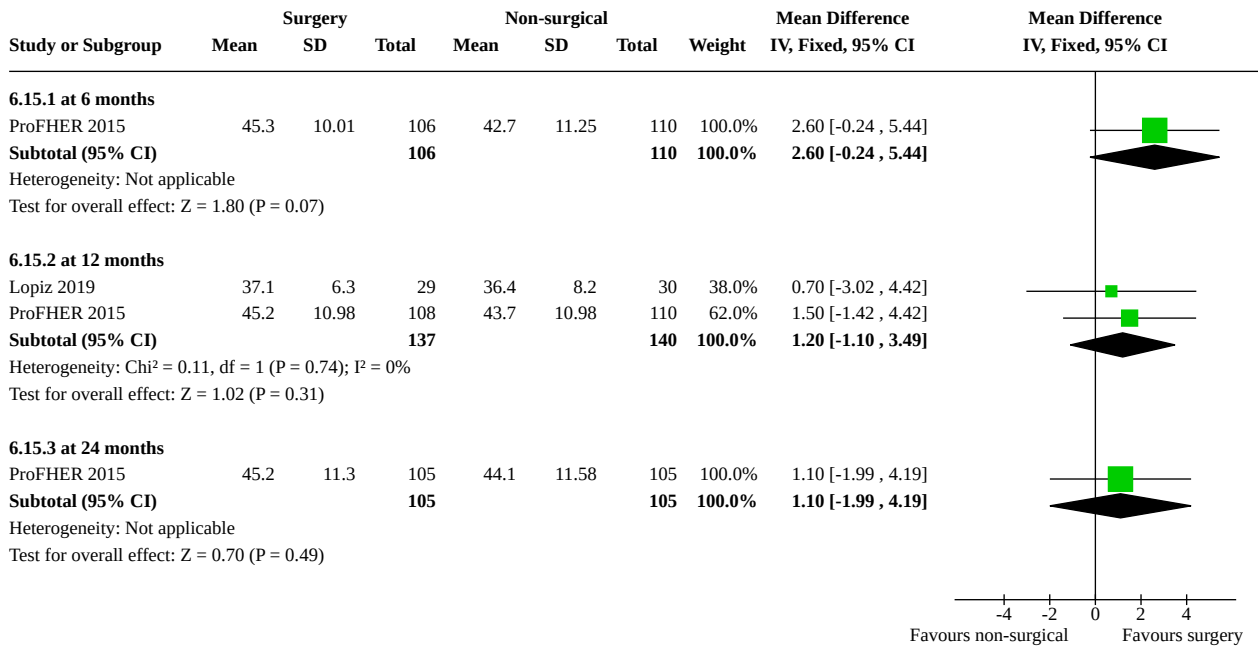 Surgery Non-surgical Mean Difference Mean Difference
Study or Subgroup Mean SD Total Mean SD Total Weight IV, Fixed, 95% CI IV, Fixed, 95% CI
6.15.1 at 6 months
ProFHER 2015 45.3 10.01 106 42.7 11.25 110 100.0% 2.60 [-0.24 , 5.44]
Subtotal (95% CI) 106 110 100.0% 2.60 [-0.24 , 5.44]
Heterogeneity: Not applicable
Test for overall effect: Z = 1.80 (P = 0.07)
6.15.2 at 12 months
Lopiz 2019 37.1 6.3 29 36.4 8.2 30 38.0% 0.70 [-3.02 , 4.42]
ProFHER 2015 45.2 10.98 108 43.7 10.98 110 62.0% 1.50 [-1.42 , 4.42]
Subtotal (95% CI) 137 140 100.0% 1.20 [-1.10 , 3.49]
Heterogeneity: Chi² = 0.11, df = 1 (P = 0.74); I² = 0%
Test for overall effect: Z = 1.02 (P = 0.31)
6.15.3 at 24 months
ProFHER 2015 45.2 11.3 105 44.1 11.58 105 100.0% 1.10 [-1.99 , 4.19]
Subtotal (95% CI) 105 105 100.0% 1.10 [-1.99 , 4.19]
Heterogeneity: Not applicable
Test for overall effect: Z = 0.70 (P = 0.49)
-4 -2 0 2 4
Favours non-surgical Favours surgery